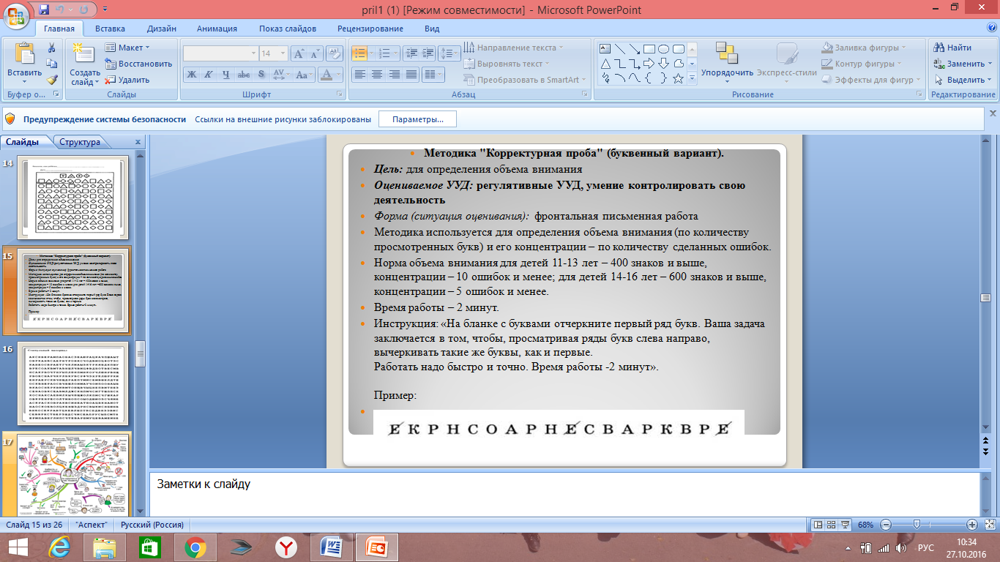 pril1 (1) [Режим совместимости] - Microsoft PowerPoint
Главная Вставка Дизайн Анимация Показ слайдов Рецензирование Вид
Вставить
Буфер о...
Создать слайд
Макет
Восстановить
Удалить
Слайды
14
Ж К Ч abc S AV Aa А
Шрифт
Направление текста
Выровнять текст
Преобразовать в SmartArt
Абзац
Упорядочить
Экспресс-стили
Заливка фигуры
Контур фигуры
Эффекты для фигур
Рисование
Найти
Заменить
Выделить
Редактирование
Предупреждение системы безопасности Ссылки на внешние рисунки заблокированы Параметры...
Слайды Структура
14
15
16
17
Методика "Корректурная проба" (буквенный вариант).
Цель: для определения объема внимания
Оцениваемое УУД: регулятивные УУД, умение контролировать свою
деятельность
Форма (ситуация оценивания): фронтальная письменная работа
Методика используется для определения объема внимания (по количеству
просмотренных букв) и его концентрации – по количеству сделанных ошибок.
Норма объема внимания для детей 11-13 лет – 400 знаков и выше,
концентрации – 10 ошибок и менее; для детей 14-16 лет – 600 знаков и выше,
концентрации – 5 ошибок и менее.
Время работы – 2 минут.
Инструкция: «На бланке с буквами отчеркните первый ряд букв. Ваша задача
заключается в том, чтобы, просматривая ряды букв слева направо,
вычеркивать такие же буквы, как и первые.
Работать надо быстро и точно. Время работы -2 минут».
Пример:
Е К Р Н С О А Р Н Е С В А Р К В Р Е
Заметки к слайду
Слайд 15 из 26 "Аспект" Русский (Россия) 68%
РУС
10:34
27.10.2016